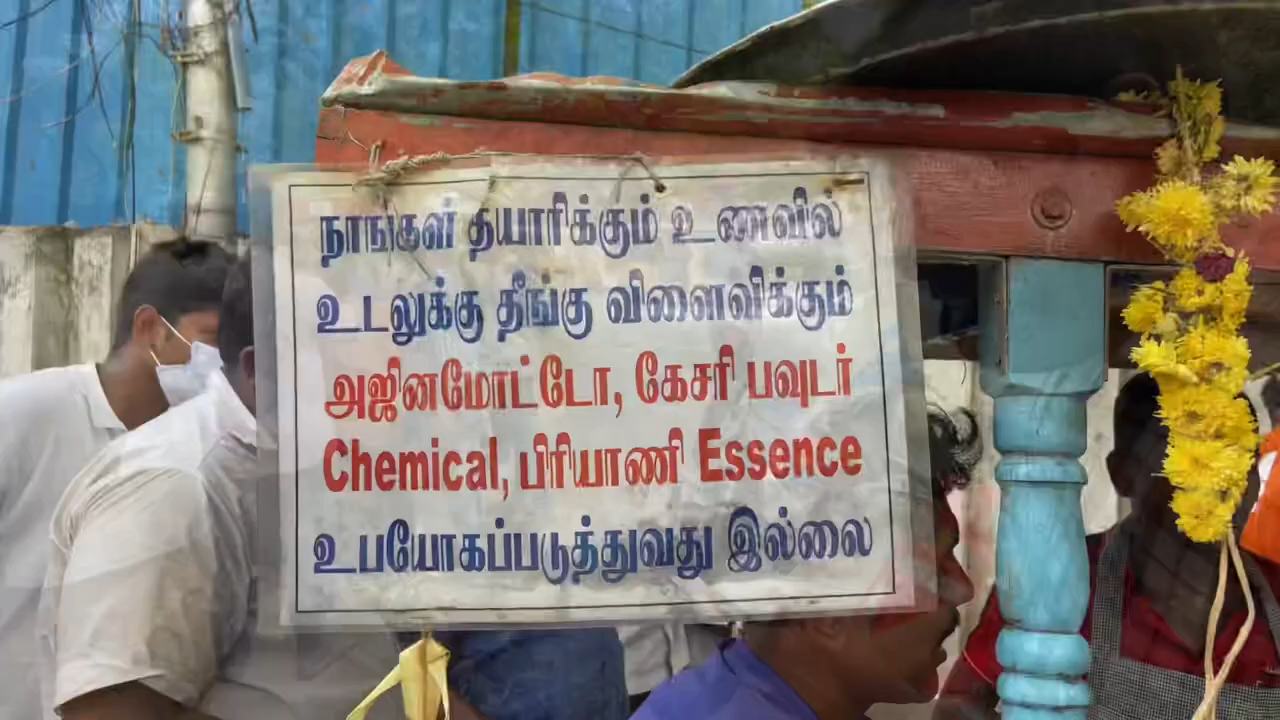 நாங்கள் தயாரிக்கும் உணவில்
உடலுக்கு தீங்கு விளைவிக்கும்
அஜினமோட்டோ, கேசரி பவுடர்
Chemical, பிரியாணி Essence
உபயோகப்படுத்துவது இல்லை